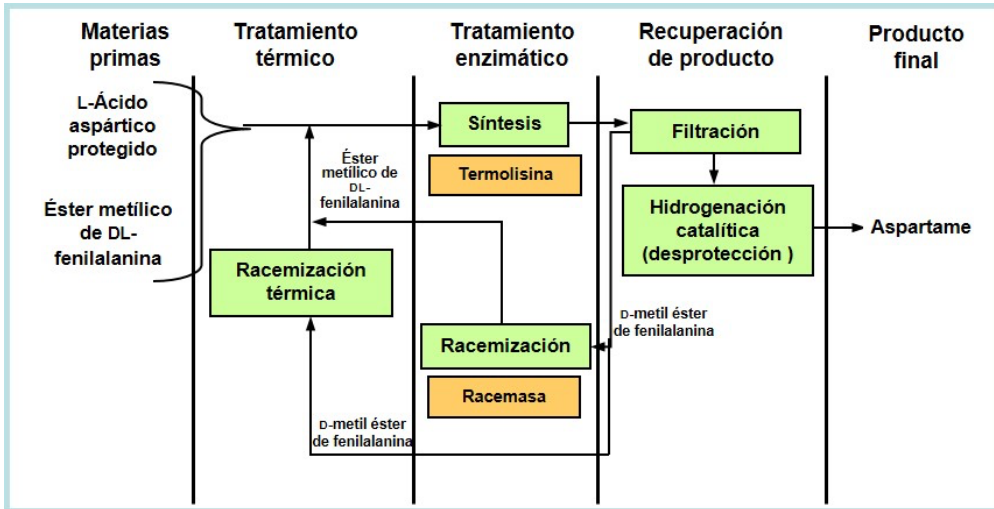 Materias
primas
Tratamiento
térmico
Tratamiento
enzimático
Recuperación
de producto
Producto
final
L-Ácido
aspártico
protegido
Éster metílico
de DL-
fenilalanina
Síntesis
Termolisina
Filtración
Éster
metílico de
DL-
fenilalanina
Hidrogenación
catalítica
(desprotección )
Aspartame
Racemización
térmica
D-metil éster
de fenilalanina
Racemización
Racemasa
D-metil éster
de fenilalanina